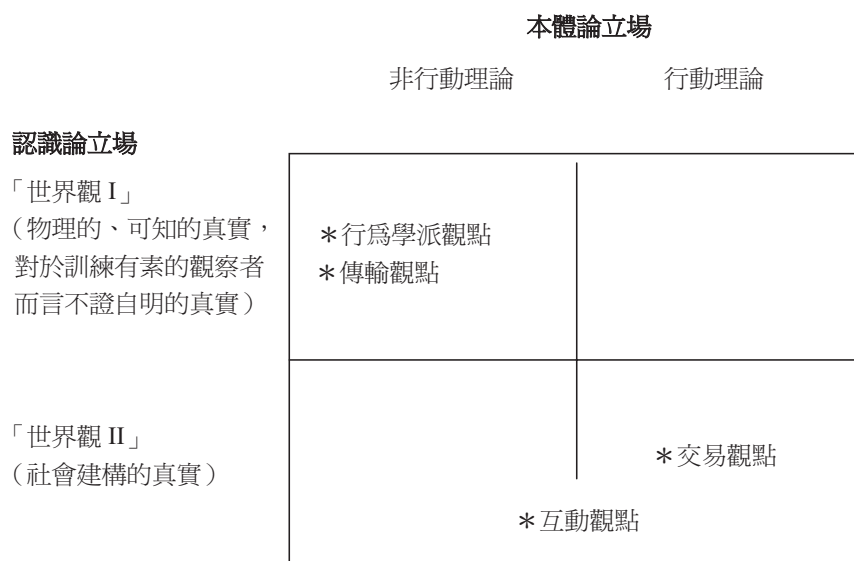 本體論立場
非行動理論 行動理論
認識論立場
「世界觀 I」
（物理的、可知的真實，
對於訓練有素的觀察者
而言不證自明的真實）
＊行爲學派觀點
＊傳輸觀點
「世界觀 II」
（社會建構的真實）
＊交易觀點
＊互動觀點